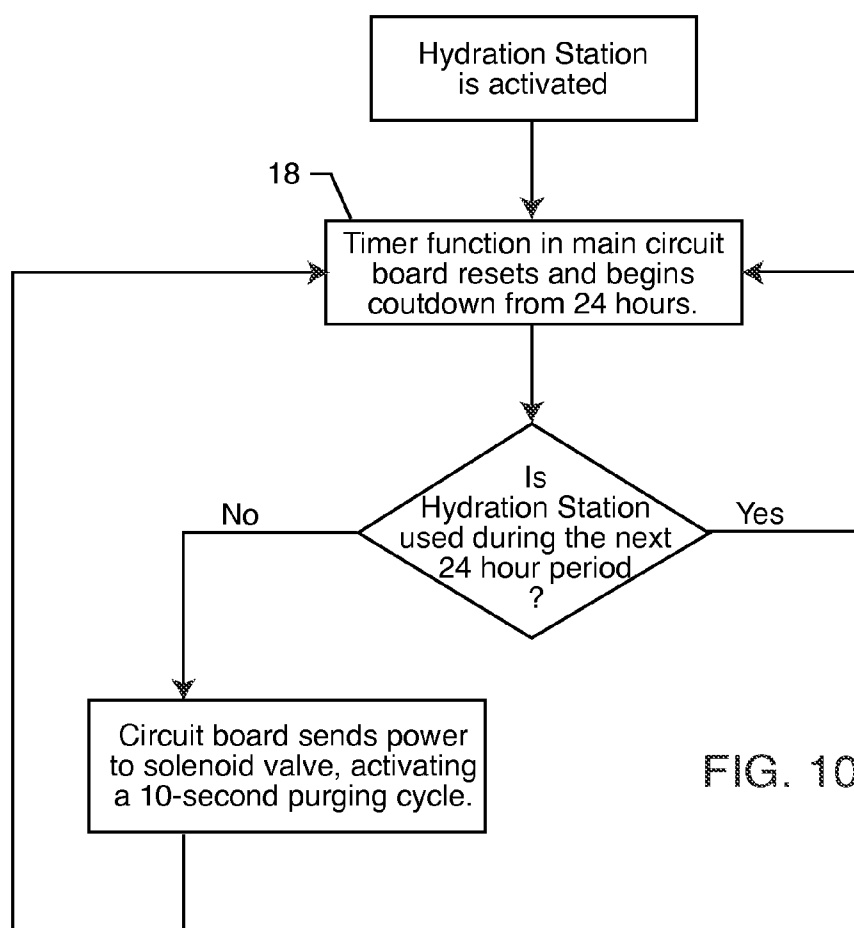 Hydration Station
is activated
18
Timer function in main circuit
board resets and begins
coutdown from 24 hours.
Is
Hydration Station
used during the next
24 hour period
?
No
Yes
Circuit board sends power
to solenoid valve, activating
a 10-second purging cycle.
FIG. 10